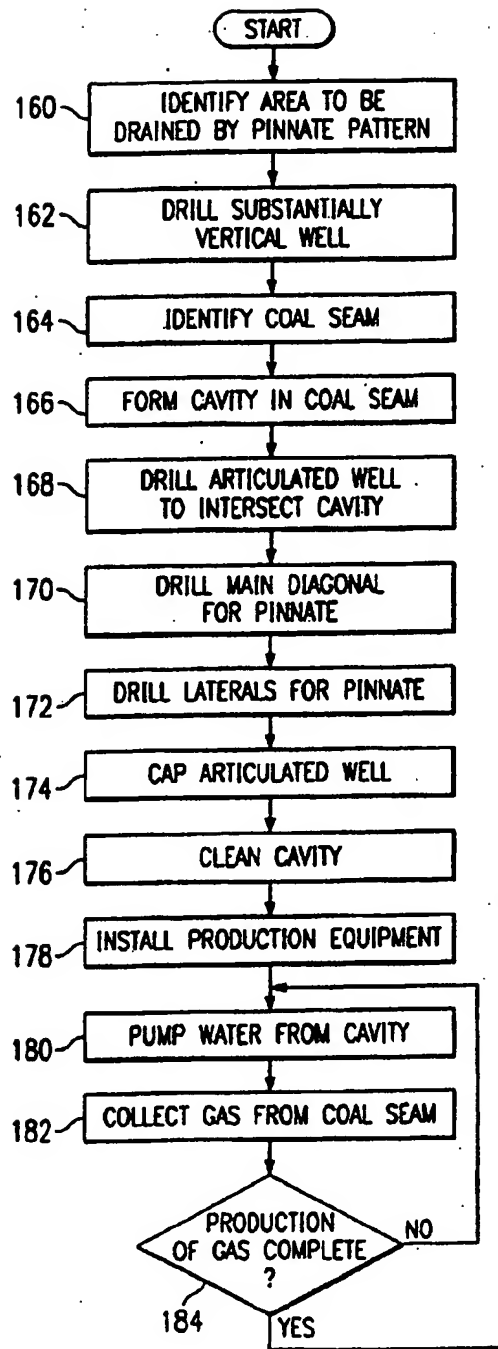 START
160
IDENTIFY AREA TO BE
DRAINED BY PINNATE PATTERN
162
DRILL SUBSTANTIALLY
VERTICAL WELL
164
IDENTIFY COAL SEAM
166
FORM CAVITY IN COAL SEAM
168
DRILL ARTICULATED WELL
TO INTERSECT CAVITY
170
DRILL MAIN DIAGONAL
FOR PINNATE
172
DRILL LATERALS FOR PINNATE
174
CAP ARTICULATED WELL
176
CLEAN CAVITY
178
INSTALL PRODUCTION EQUIPMENT
180
PUMP WATER FROM CAVITY
182
COLLECT GAS FROM COAL SEAM
PRODUCTION
OF GAS COMPLETE
?
NO
184
YES